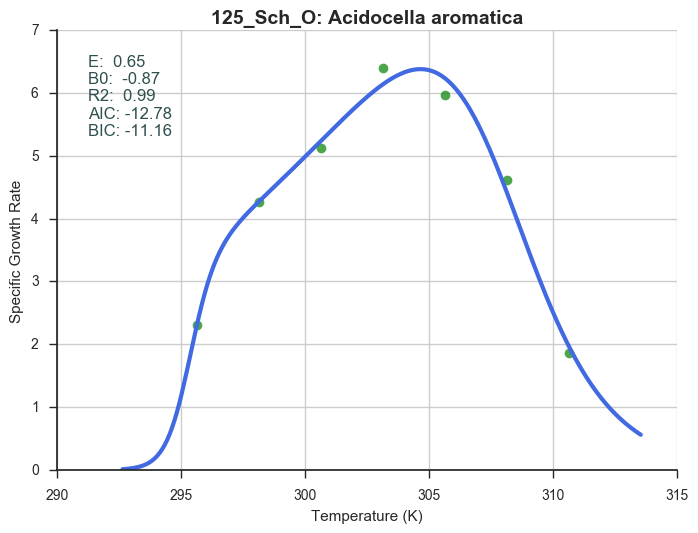 125_Sch_O: Acidocella aromatica
7
E:  0.65
B0:  -0.87
R2:  0.99
AIC: -12.78
BIC: -11.16
6
5
4
3
2
1
0
Specific Growth Rate
290 295 300 305 310 315
Temperature (K)